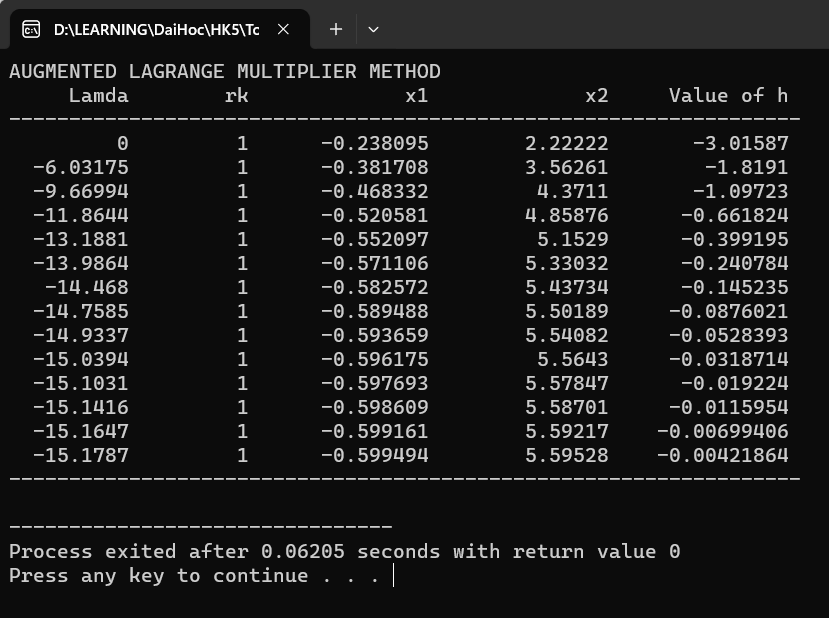 D:\LEARNING\DaiHoc\HK5\Tc
AUGMENTED LAGRANGE MULTIPLIER METHOD
Lamda rk x1 x2 Value of h
------------------------------------------------------------------
0 1 -0.238095 2.22222 -3.01587
-6.03175 1 -0.381708 3.56261 -1.8191
-9.66994 1 -0.468332 4.3711 -1.09723
-11.8644 1 -0.520581 4.85876 -0.661824
-13.1881 1 -0.552097 5.1529 -0.399195
-13.9864 1 -0.571106 5.33032 -0.240784
-14.468 1 -0.582572 5.43734 -0.145235
-14.7585 1 -0.589488 5.50189 -0.0876021
-14.9337 1 -0.593659 5.54082 -0.0528393
-15.0394 1 -0.596175 5.5643 -0.0318714
-15.1031 1 -0.597693 5.57847 -0.019224
-15.1416 1 -0.598609 5.58701 -0.0115954
-15.1647 1 -0.599161 5.59217 -0.00699406
-15.1787 1 -0.599494 5.59528 -0.00421864
------------------------------------------------------------------
--------------------------------
Process exited after 0.06205 seconds with return value 0
Press any key to continue . . .